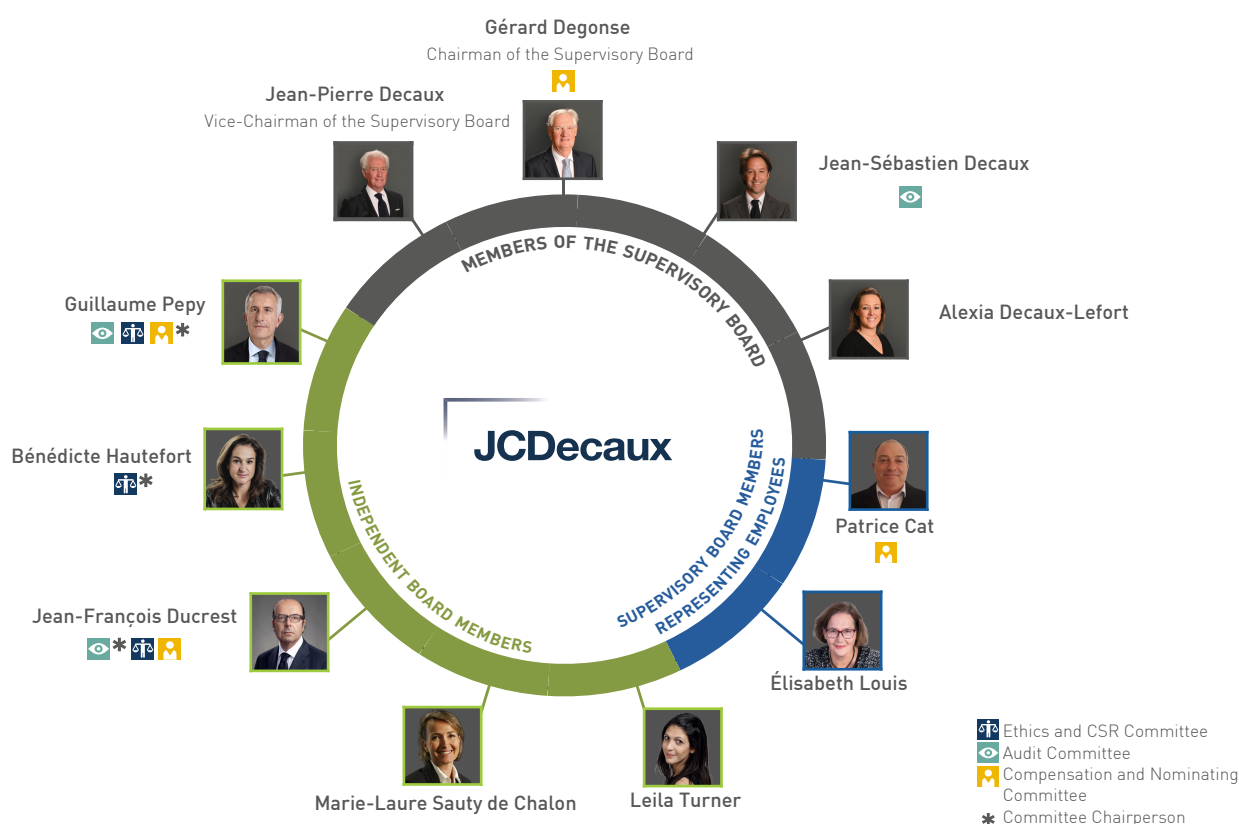 Gérard Degonse
Chairman of the Supervisory Board
Jean-Pierre Decaux
Vice-Chairman of the Supervisory Board
Jean-Sébastien Decaux
MEMBERS OF THE SUPERVISORY BOARD
Guillaume Pepy
*
Alexia Decaux-Lefort
JCDecaux
Bénédicte Hautefort
*
SUPERVISORY BOARD MEMBERS
REPRESENTING EMPLOYEES
INDEPENDENT BOARD MEMBERS
Patrice Cat
Jean-François Ducrest
*
Élisabeth Louis
Marie-Laure Sauty de Chalon
Leila Turner
Ethics and CSR Committee
Audit Committee
Compensation and Nominating
Committee
* Committee Chairperson